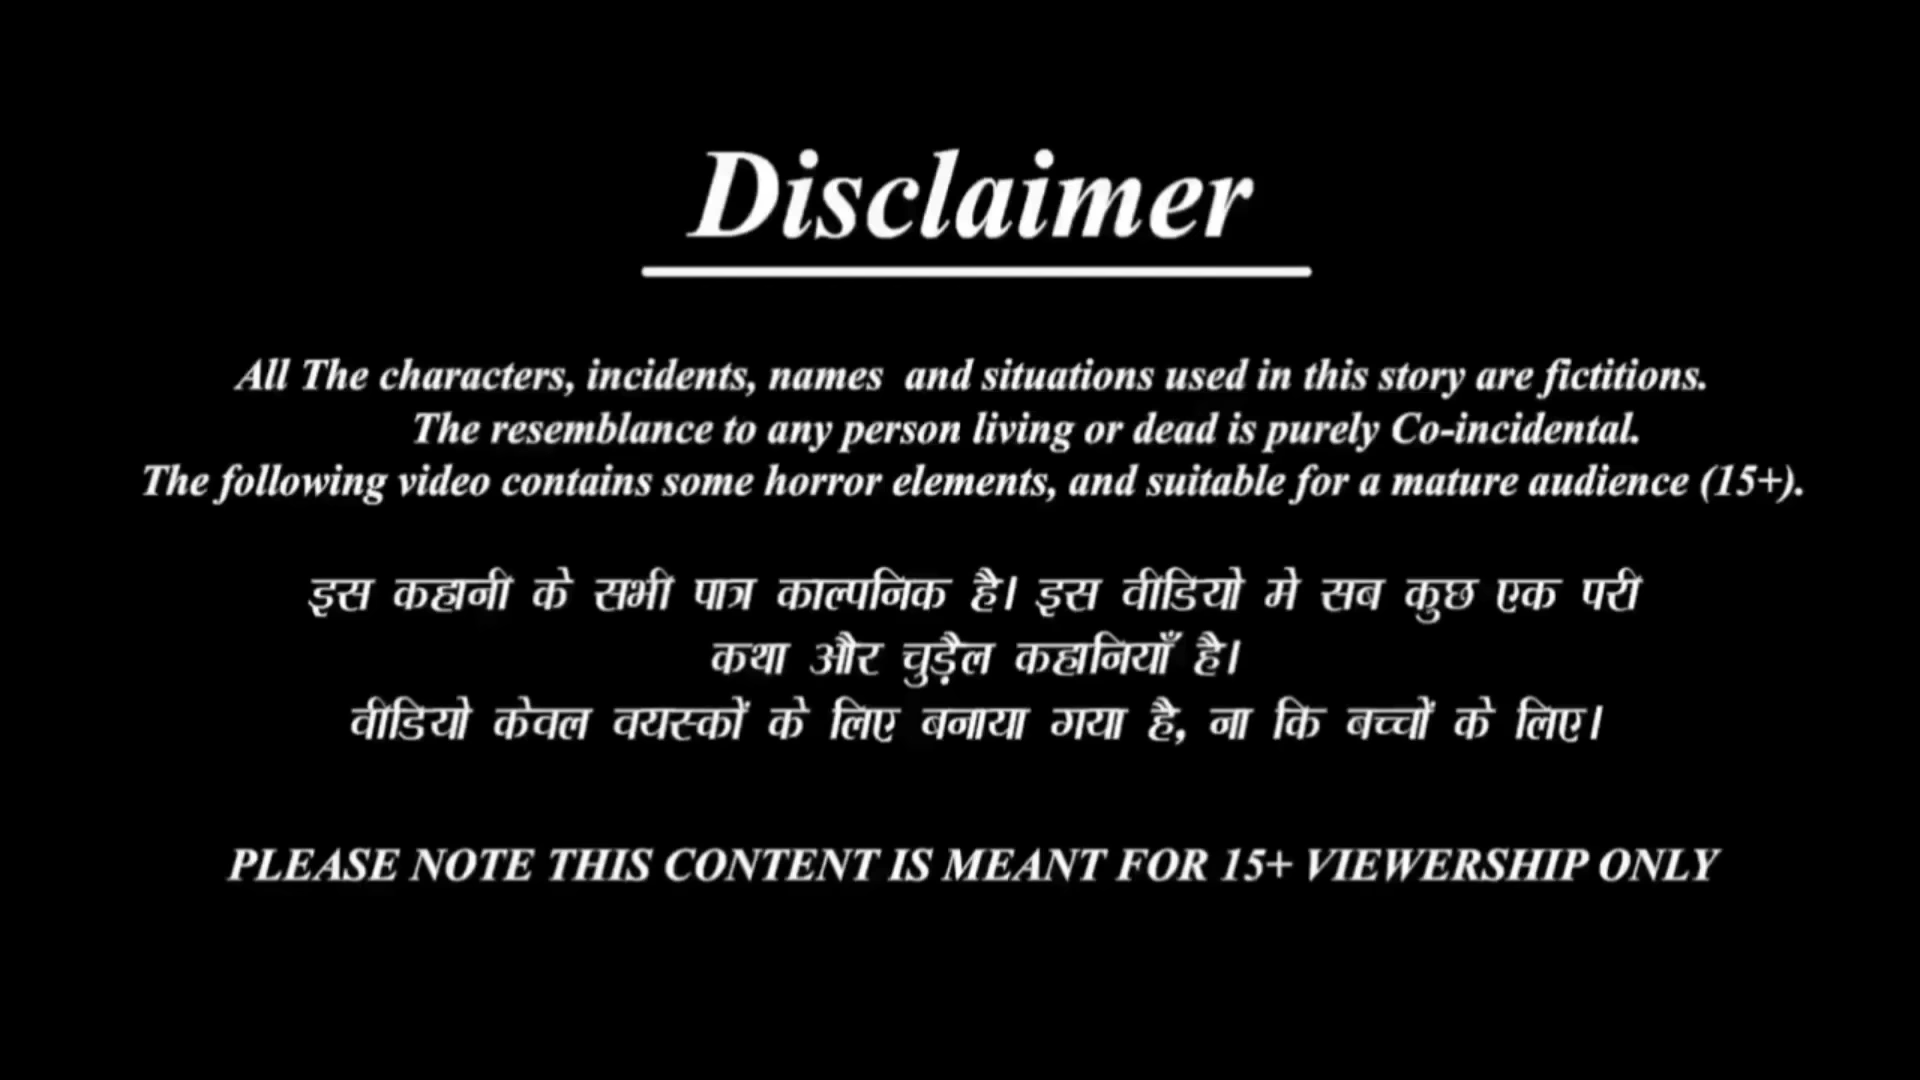 Disclaimer
All The characters, incidents, names and situations used in this story are fictitions.
The resemblance to any person living or dead is purely Co-incidental.
The following video contains some horror elements, and suitable for a mature audience (15+).
इस कहानी के सभी पात्र काल्पनिक है। इस वीडियो मे सब कुछ एक परी
कथा और चुड़ैल कहानियाँ है।
वीडियो केवल वयस्कों के लिए बनाया गया है, ना कि बच्चों के लिए।
PLEASE NOTE THIS CONTENT IS MEANT FOR 15+ VIEWERSHIP ONLY